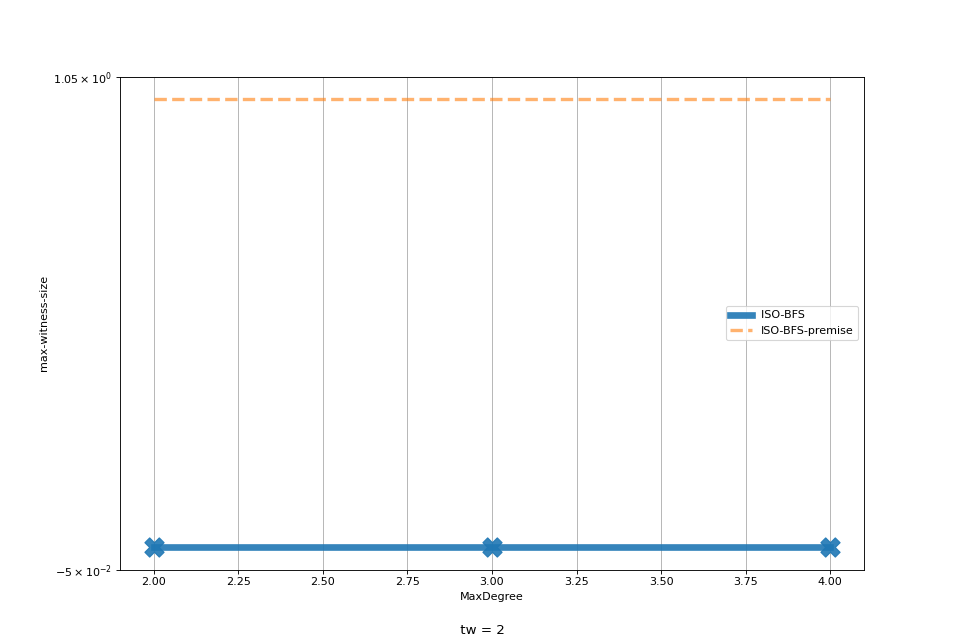 1.05 × 10⁰
max-witness-size
ISO-BFS
ISO-BFS-premise
−5 × 10⁻²
2.00 2.25 2.50 2.75 3.00 3.25 3.50 3.75 4.00
MaxDegree
tw = 2